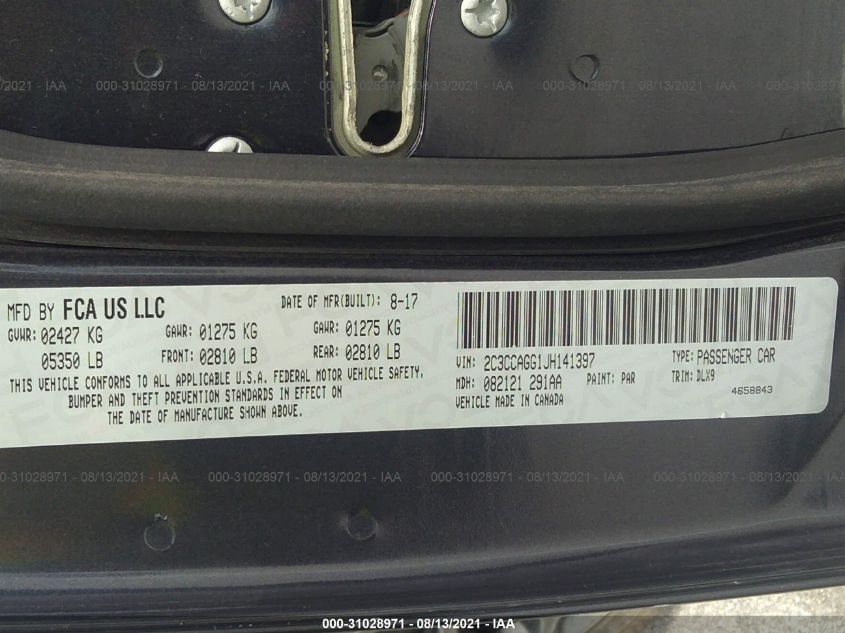 000-31028971 - 08/13/2021 - IAA
MFD BY FCA US LLC
DATE OF MFR(BUILT): 8-17
GVWR: 02427 KG GAWR: 01275 KG GAWR: 01275 KG
05350 LB FRONT: 02810 LB REAR: 02810 LB
THIS VEHICLE CONFORMS TO ALL APPLICABLE U.S.A. FEDERAL MOTOR VEHICLE SAFETY,
BUMPER AND THEFT PREVENTION STANDARDS IN EFFECT ON
THE DATE OF MANUFACTURE SHOWN ABOVE.
VIN: 2C3CCAGG1JH141397 TYPE: PASSENGER CAR
MDH: 082121 291AA PAINT: PAR TRIM: DLX9
VEHICLE MADE IN CANADA 4658843
000-31028971 - 08/13/2021 - IAA
000-31028971 - 08/13/2021 - IAA